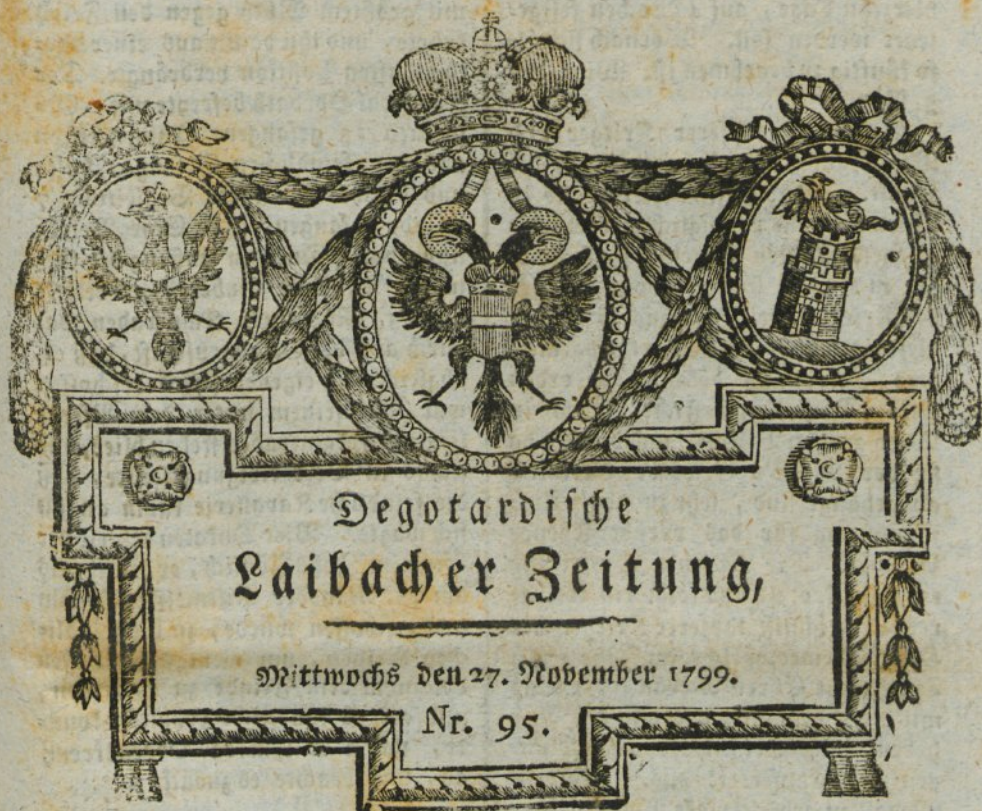 Degotardische
Laibacher Zeitung,
Mittwochs den 27. November 1799.
Nr. 95.